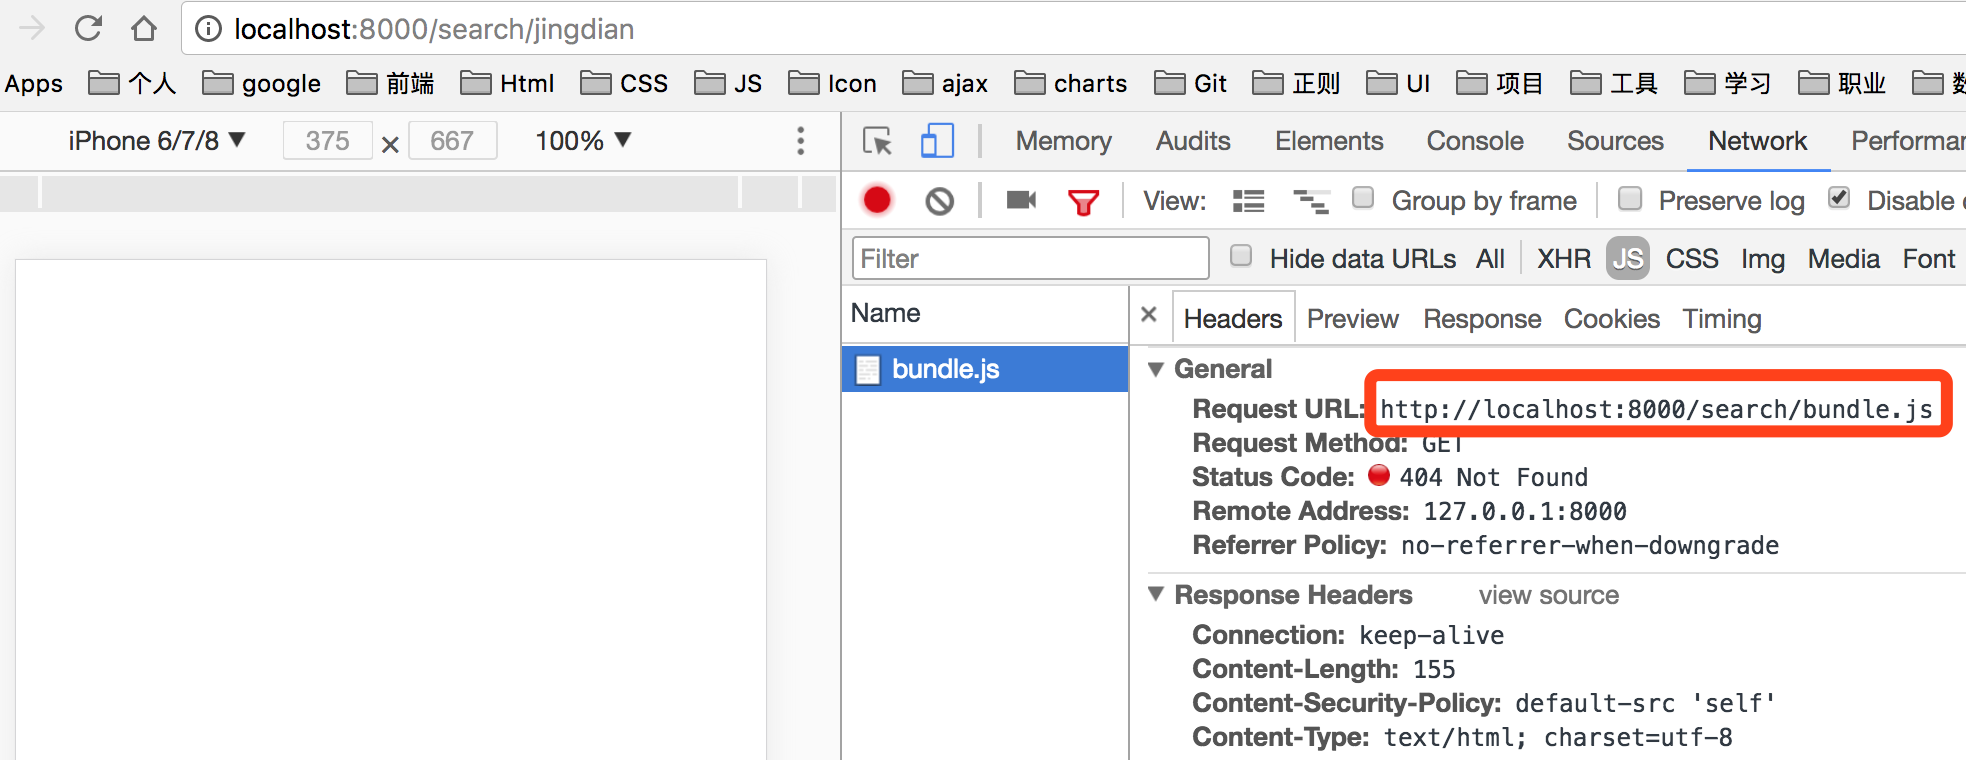 localhost:8000/search/jingdian
Apps 个人 google 前端 Html CSS JS Icon ajax charts Git 正则 UI 项目 工具 学习 职业
iPhone 6/7/8 375 × 667 100%
Memory Audits Elements Console Sources Network Performan
View: Group by frame Preserve log Disable
Filter Hide data URLs All XHR JS CSS Img Media Font
Name
× Headers Preview Response Cookies Timing
bundle.js
General
Request URL: http://localhost:8000/search/bundle.js
Request Method: GET
Status Code: 404 Not Found
Remote Address: 127.0.0.1:8000
Referrer Policy: no-referrer-when-downgrade
Response Headers view source
Connection: keep-alive
Content-Length: 155
Content-Security-Policy: default-src 'self'
Content-Type: text/html; charset=utf-8